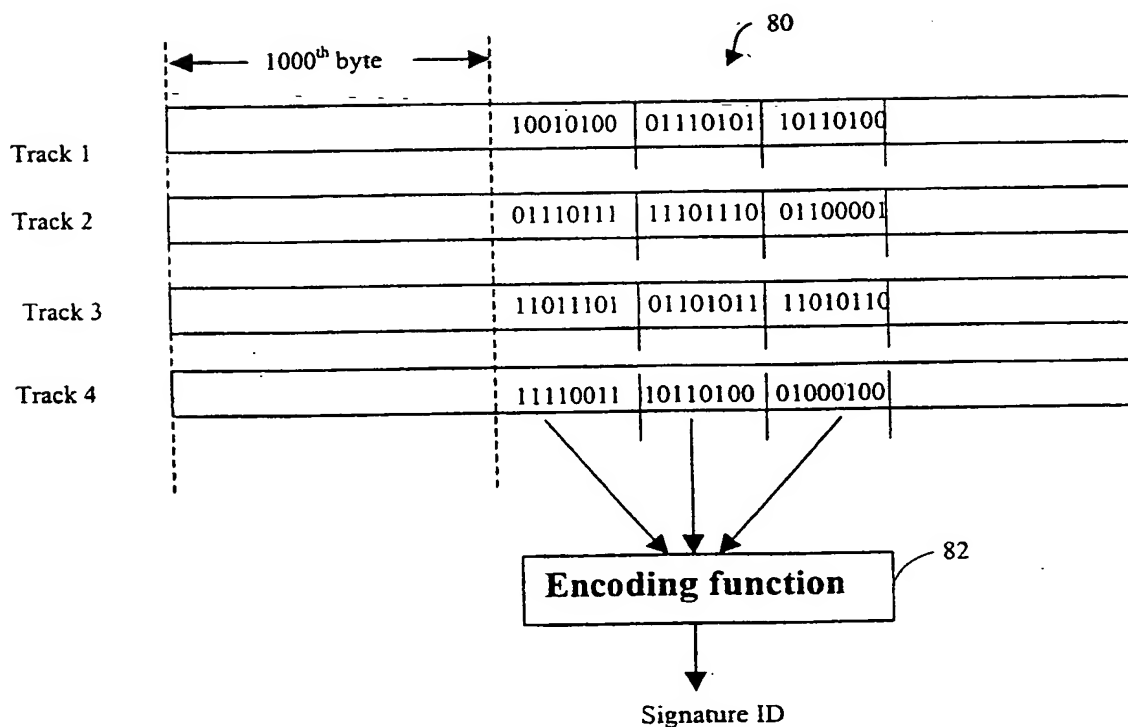 80
1000th byte
Track 1
10010100 01110101 10110100
Track 2
01110111 11101110 01100001
Track 3
11011101 01101011 11010110
Track 4
11110011 10110100 01000100
Encoding function
82
Signature ID